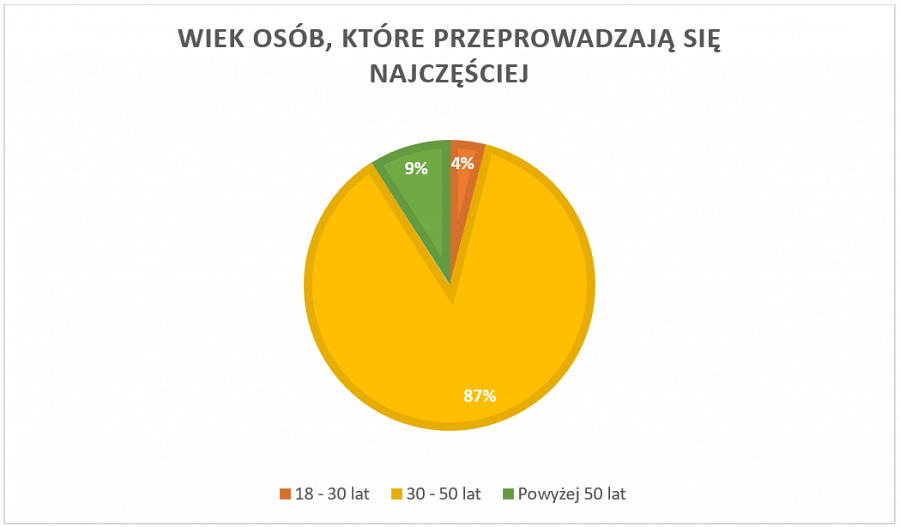 WIEK OSÓB, KTÓRE PRZEPROWADZAJĄ SIĘ
NAJCZĘŚCIEJ
9%
4%
87%
18 - 30 lat
30 - 50 lat
Powyżej 50 lat